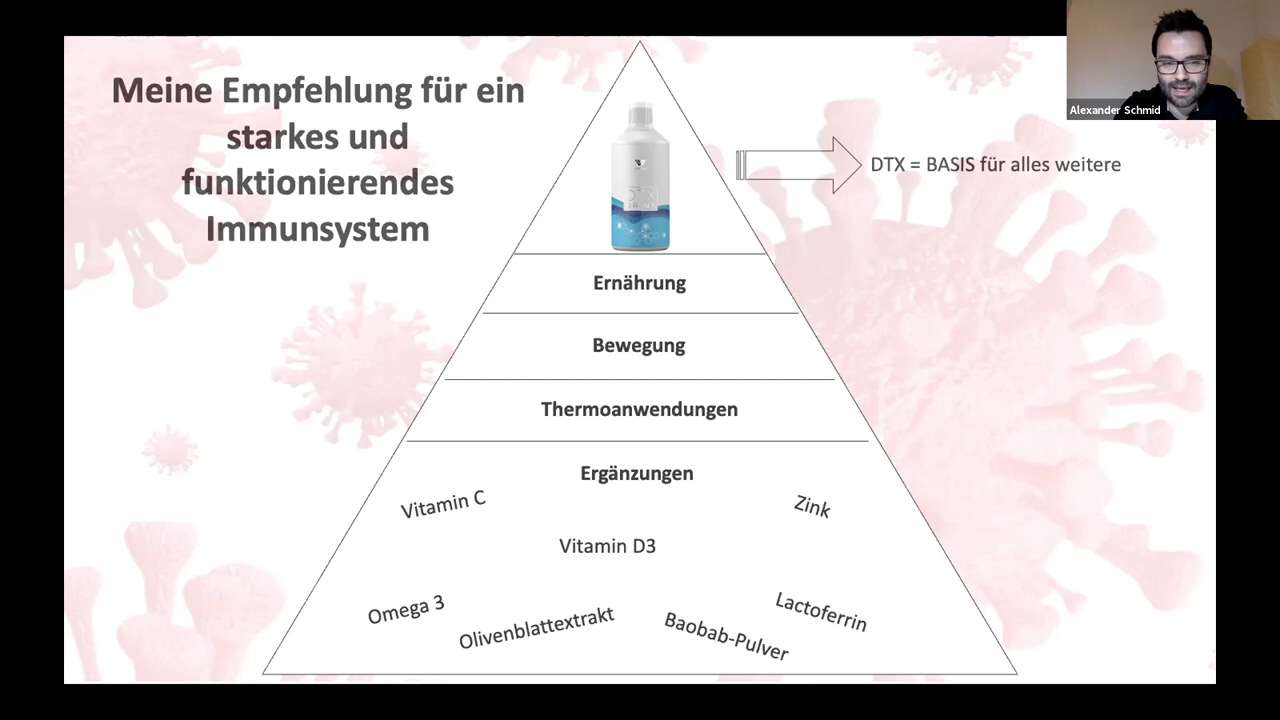 Meine Empfehlung für ein
starkes und
funktionierendes
Immunsystem
Alexander Schmid
DTX = BASIS für alles weitere
DTX
Ernährung
Bewegung
Thermoanwendungen
Ergänzungen
Vitamin C
Zink
Vitamin D3
Omega 3
Olivenblattextrakt
Baobab-Pulver
Lactoferrin